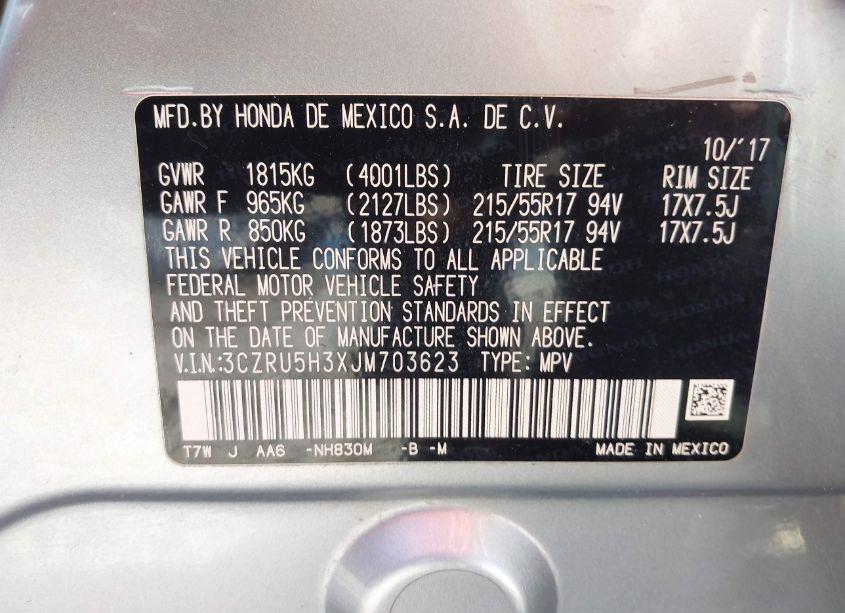 MFD.BY HONDA DE MEXICO S.A. DE C.V.
10/'17
GVWR 1815KG (4001LBS) TIRE SIZE RIM SIZE
GAWR F 965KG (2127LBS) 215/55R17 94V 17X7.5J
GAWR R 850KG (1873LBS) 215/55R17 94V 17X7.5J
THIS VEHICLE CONFORMS TO ALL APPLICABLE
FEDERAL MOTOR VEHICLE SAFETY
AND THEFT PREVENTION STANDARDS IN EFFECT
ON THE DATE OF MANUFACTURE SHOWN ABOVE.
V.I.N.:3CZRU5H3XJM703623 TYPE: MPV
T7W J AA6 -NH830M -B -M MADE IN MEXICO